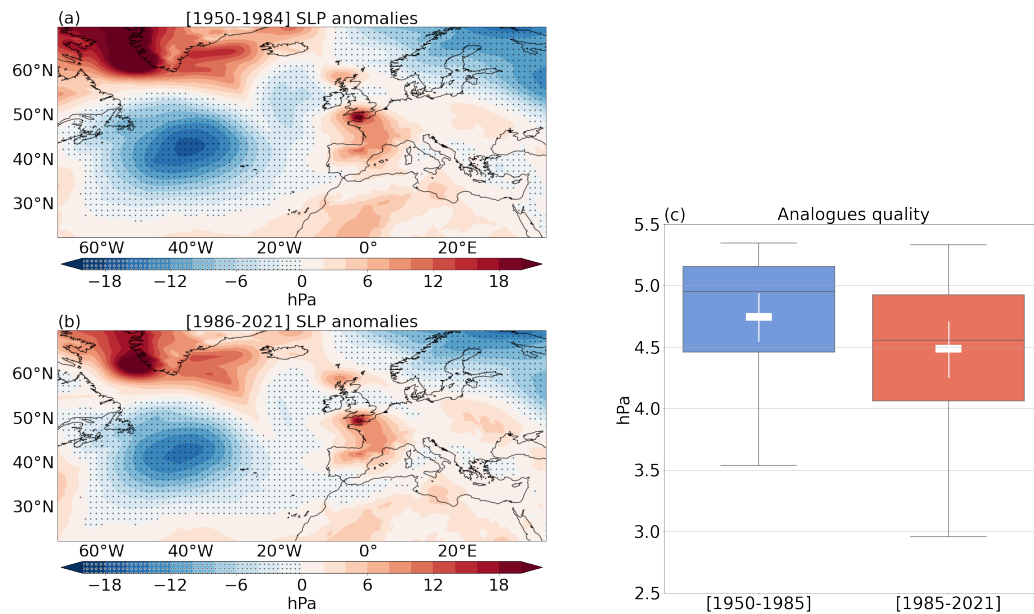 (a) [1950-1984] SLP anomalies
60°N
50°N
40°N
30°N
60°W 40°W 20°W 0° 20°E
−18 −12 −6 0 6 12 18
hPa
(b) [1986-2021] SLP anomalies
60°N
50°N
40°N
30°N
60°W 40°W 20°W 0° 20°E
−18 −12 −6 0 6 12 18
hPa
(c) Analogues quality
5.5
5.0
4.5
4.0
3.5
3.0
2.5
hPa
[1950-1985] [1985-2021]